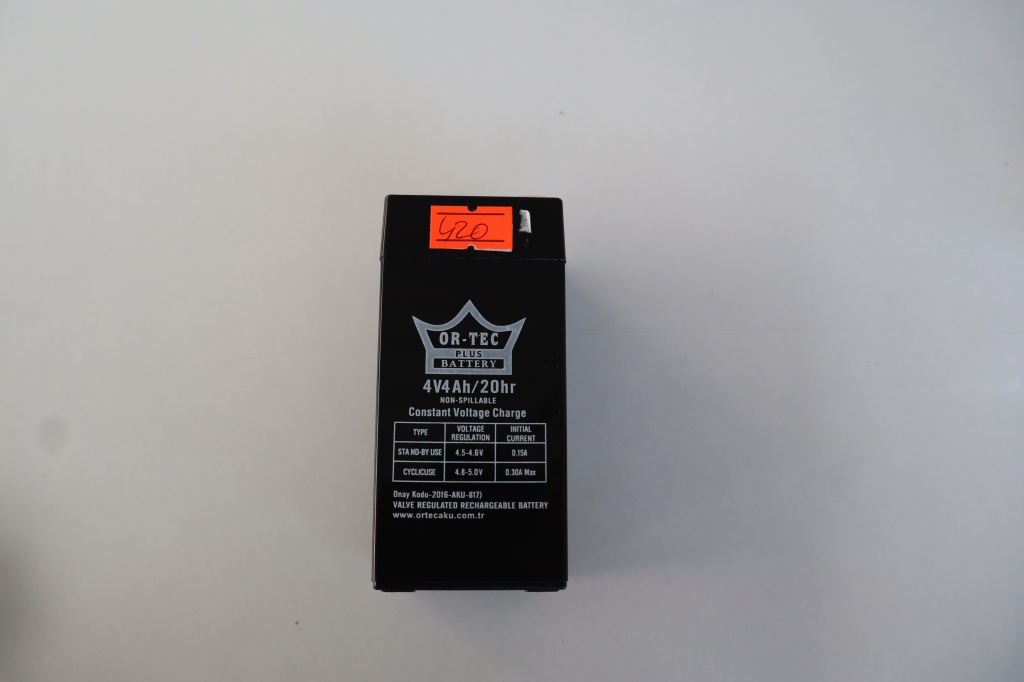 420
OR-TEC
PLUS
BATTERY
4V4Ah/20hr
NON-SPILLABLE
Constant Voltage Charge
TYPE VOLTAGE REGULATION INITIAL CURRENT
STAND-BY USE 4.5-4.6V 0.15A
CYCLICUSE 4.8-5.0V 0.30A Max
Onay Kodu-2016-AKU-817)
VALVE REGULATED RECHARGEABLE BATTERY
www.ortecaku.com.tr